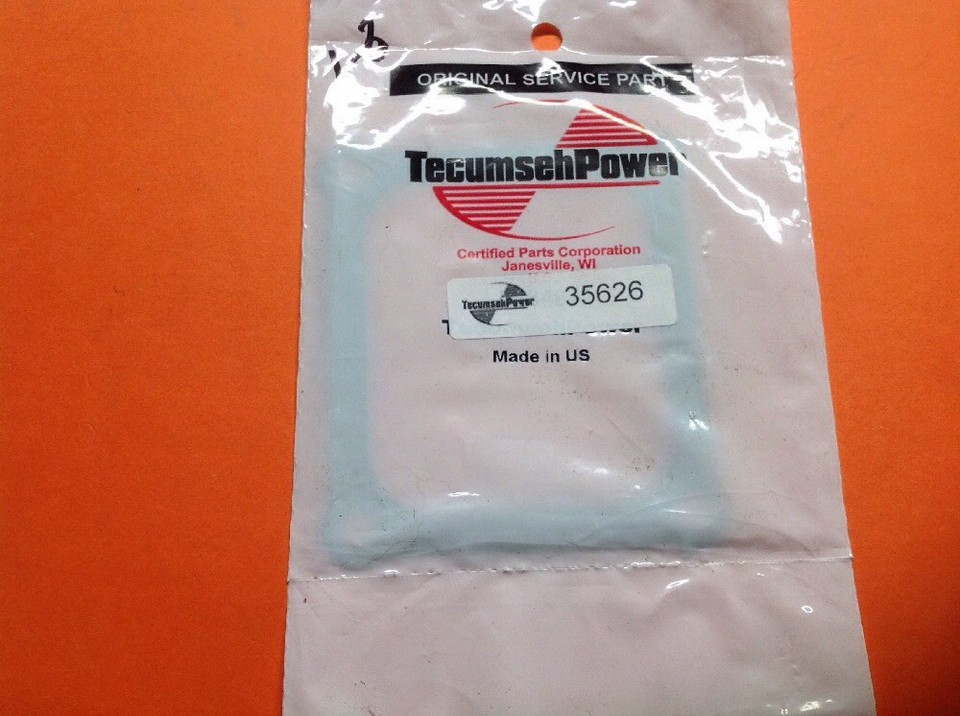 ORIGINAL SERVICE PART
TecumsehPower
Certified Parts Corporation
Janesville, WI
TecumsehPower 35626
Made in US